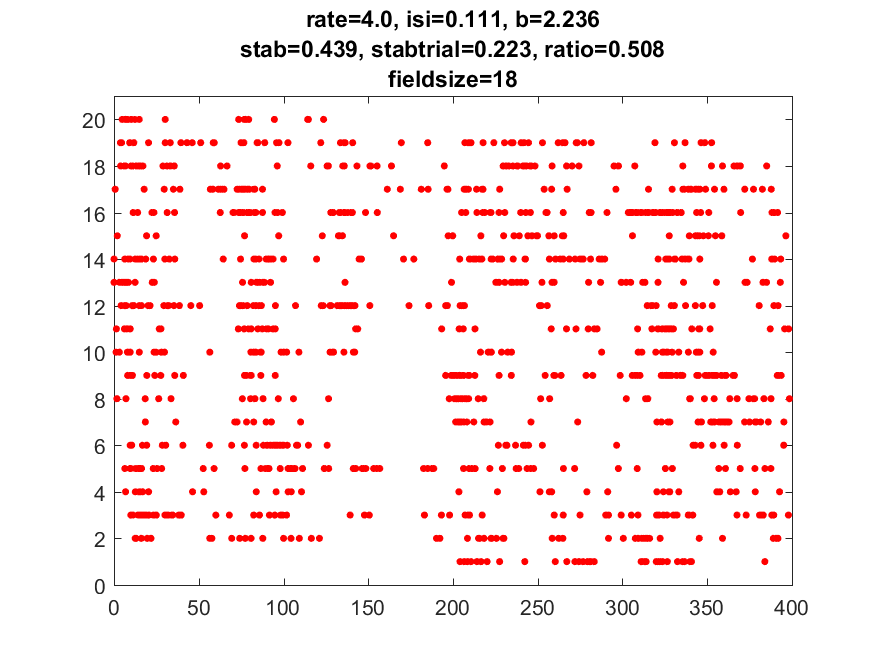 rate=4.0, isi=0.111, b=2.236
stab=0.439, stabtrial=0.223, ratio=0.508
fieldsize=18
20
18
16
14
12
10
8
6
4
2
0
0 50 100 150 200 250 300 350 400